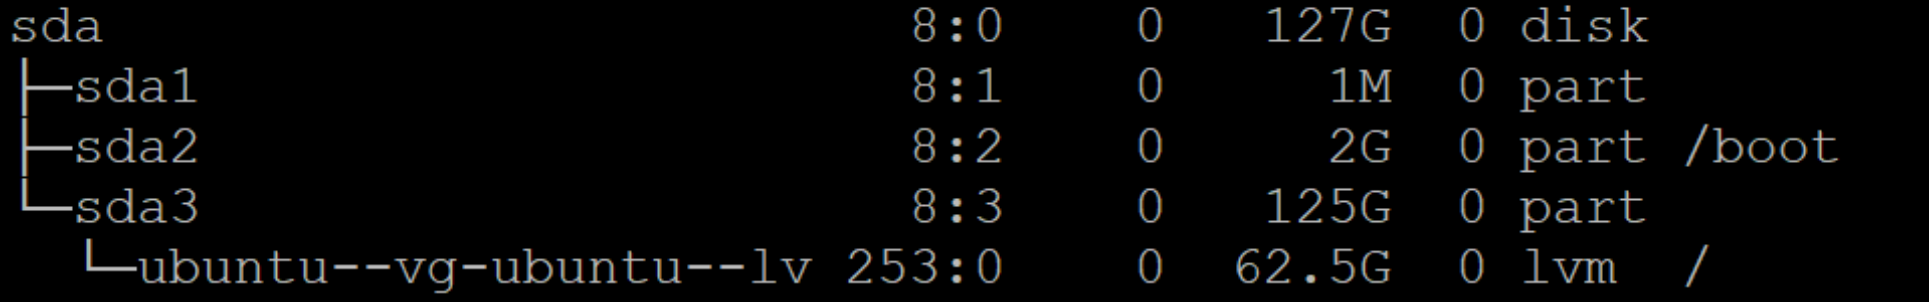 sda 8:0 0 127G 0 disk
├─sda1 8:1 0 1M 0 part
├─sda2 8:2 0 2G 0 part /boot
└─sda3 8:3 0 125G 0 part
  └─ubuntu--vg-ubuntu--lv 253:0 0 62.5G 0 lvm /